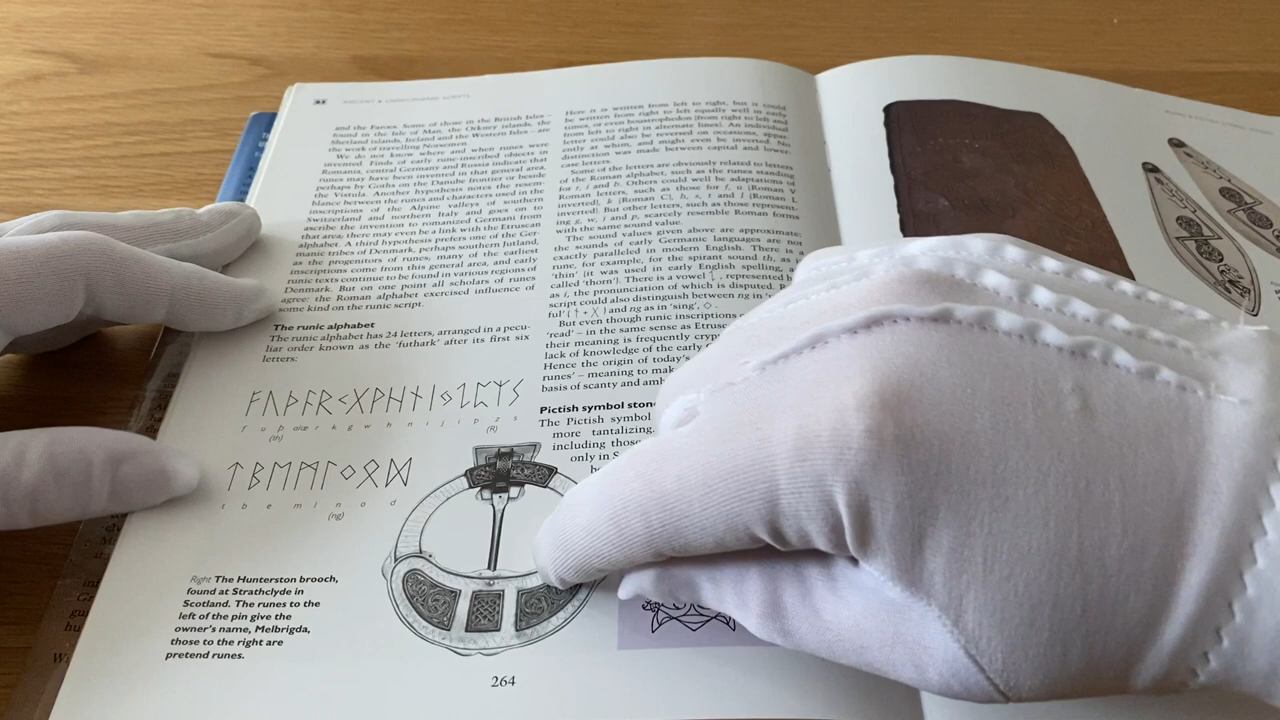 ANCIENT & UNDECIPHERED SCRIPTS
and the Faroes. Some of those in the British Isles –
found in the Isle of Man, the Orkney islands, the
Shetland islands, Ireland and the Western Isles – are
the work of travelling Norsemen.
We do not know where and when runes were
invented. Finds of early rune-inscribed objects in
Romania, central Germany and Russia indicate that
runes may have been invented in that general area,
perhaps by Goths on the Danube frontier or beside
the Vistula. Another hypothesis notes the resem-
blance between the runes and characters used in the
inscriptions of the Alpine valleys of southern
Switzerland and northern Italy and goes on to
ascribe the invention to romanized Germani from
that area; there may even be a link with the Etruscan
alphabet. A third hypothesis prefers one of the Ger-
manic tribes of Denmark, perhaps southern Jutland,
as the progenitors of runes; many of the earliest
inscriptions come from this general area, and early
runic texts continue to be found in various regions of
Denmark. But on one point all scholars of runes
agree: the Roman alphabet exercised influence of
some kind on the runic script.
The runic alphabet
The runic alphabet has 24 letters, arranged in a pecu-
liar order known as the 'futhark' after its first six
letters:
ᚠᚢᚦᚨᚱᚲᚷᚹᚺᚾᛁᛃᛇᛈᛉᛊ
f u þ a/æ r k g w h n i j ï p z s
(th) (R)
ᛏᛒᛖᛗᛚᛜᛟᛞ
t b e m l ŋ o d
(ng)
Right The Hunterston brooch,
found at Strathclyde in
Scotland. The runes to the
left of the pin give the
owner's name, Melbrigda,
those to the right are
pretend runes.
264
Here it is written from left to right, but it could
be written from right to left equally well in early
times, or even boustrophedon (from right to left and
from left to right in alternate lines). An individual
letter could also be reversed on occasions, appar-
ently at whim, and might even be inverted. No
distinction was made between capital and lower-
case letters.
Some of the letters are obviously related to letters
of the Roman alphabet, such as the runes standing
for r, i and b. Others could well be adaptations of
Roman letters, such as those for f, u (Roman V
inverted), k (Roman C), h, s, t and l (Roman L
inverted). But other letters, such as those represent-
ing g, w, j and p, scarcely resemble Roman forms
with the same sound value.
The sound values given above are approximate:
the sounds of early Germanic languages are not
exactly paralleled in modern English. There is a
rune, for example, for the spirant sound th, as i
'thin' (it was used in early English spelling, a
called 'thorn'). There is a vowel ᛇ, represented b
as ï, the pronunciation of which is disputed.
script could also distinguish between ng in
ful' (ᚾ + ᚷ) and ng as in 'sing', ᛜ.
But even though runic inscriptions
'read' – in the same sense as Etrus
their meaning is frequently cryp
lack of knowledge of the early
Hence the origin of today's
runes' – meaning to mak
basis of scanty and amb
Pictish symbol ston
The Pictish symbol
more tantalizing.
including those
only in S